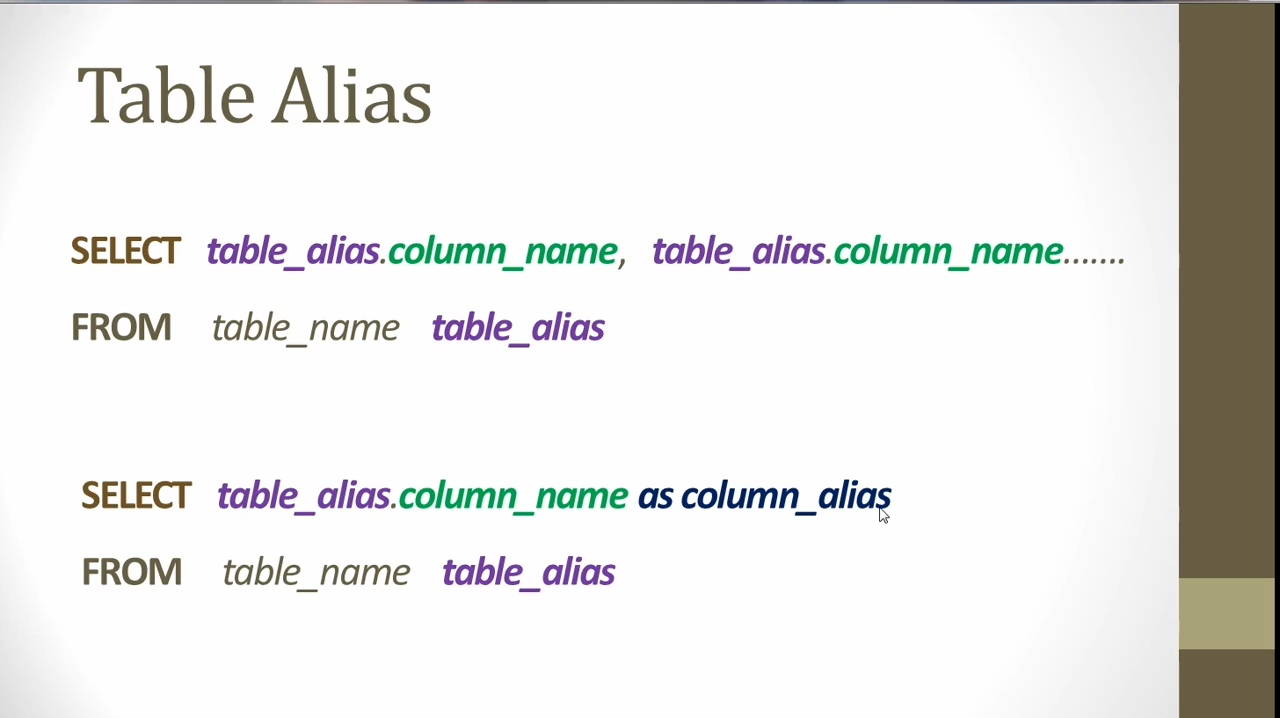 Table Alias
SELECT table_alias.column_name, table_alias.column_name.......
FROM table_name table_alias
SELECT table_alias.column_name as column_alias
FROM table_name table_alias